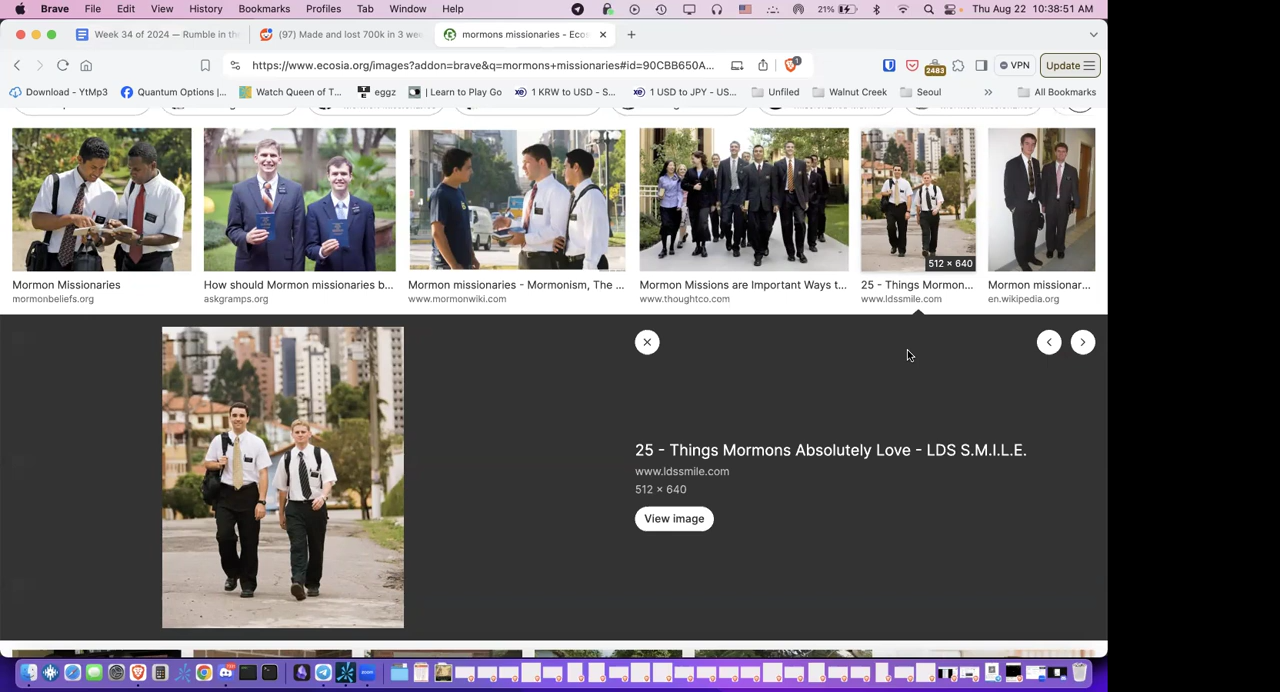 Brave File Edit View History Bookmarks Profiles Tab Window Help 21% Thu Aug 22 10:38:51 AM
Week 34 of 2024 — Rumble in the
(97) Made and lost 700k in 3 wee
mormons missionaries - Ecos
https://www.ecosia.org/images?addon=brave&q=mormons+missionaries#id=90CBB650A...
1
2483
VPN
Update
Download - YtMp3
Quantum Options |...
Watch Queen of T...
eggz
| Learn to Play Go
1 KRW to USD - S...
1 USD to JPY - US...
Unfiled
Walnut Creek
Seoul
»
All Bookmarks
512 × 640
Mormon Missionaries
mormonbeliefs.org
How should Mormon missionaries b...
askgramps.org
Mormon missionaries - Mormonism, The ...
www.mormonwiki.com
Mormon Missions are Important Ways t...
www.thoughtco.com
25 - Things Mormon...
www.ldssmile.com
Mormon missionar...
en.wikipedia.org
25 - Things Mormons Absolutely Love - LDS S.M.I.L.E.
www.ldssmile.com
512 × 640
View image
zoom